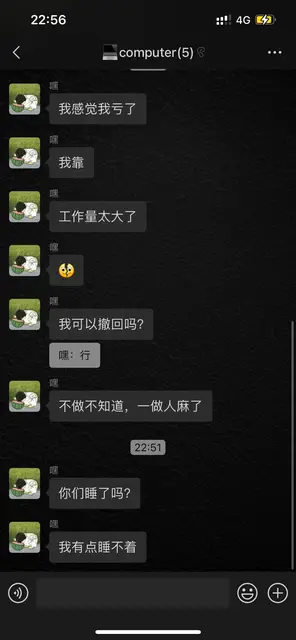 22:56
4G
computer(5)
嘿
我感觉我亏了
嘿
我靠
嘿
工作量太大了
嘿
嘿
我可以撤回吗?
嘿: 行
嘿
不做不知道，一做人麻了
22:51
嘿
你们睡了吗?
嘿
我有点睡不着